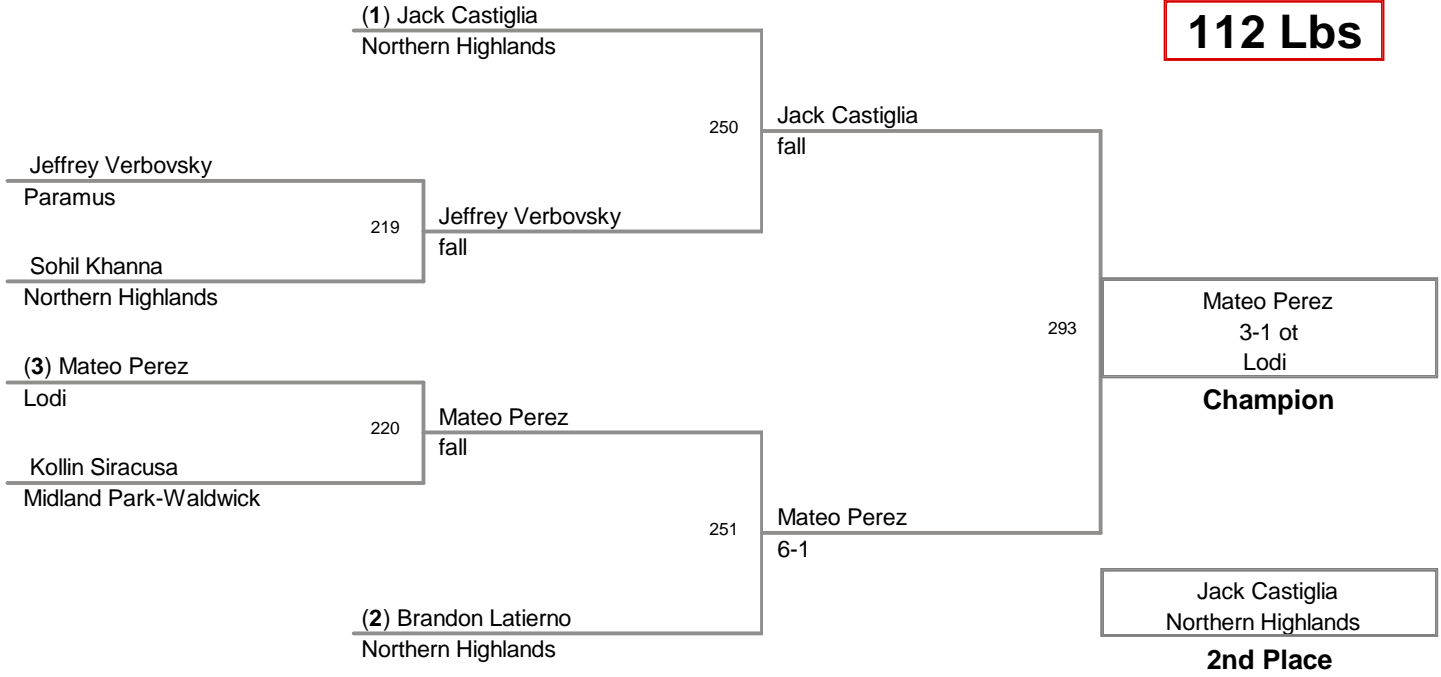 (1) Jack Castiglia
Northern Highlands
112 Lbs
250
Jack Castiglia
fall
Jeffrey Verbovsky
Paramus
219
Jeffrey Verbovsky
fall
Sohil Khanna
Northern Highlands
293
Mateo Perez
3-1 ot
Lodi
Champion
(3) Mateo Perez
Lodi
220
Mateo Perez
fall
Kollin Siracusa
Midland Park-Waldwick
251
Mateo Perez
6-1
(2) Brandon Latierno
Northern Highlands
Jack Castiglia
Northern Highlands
2nd Place